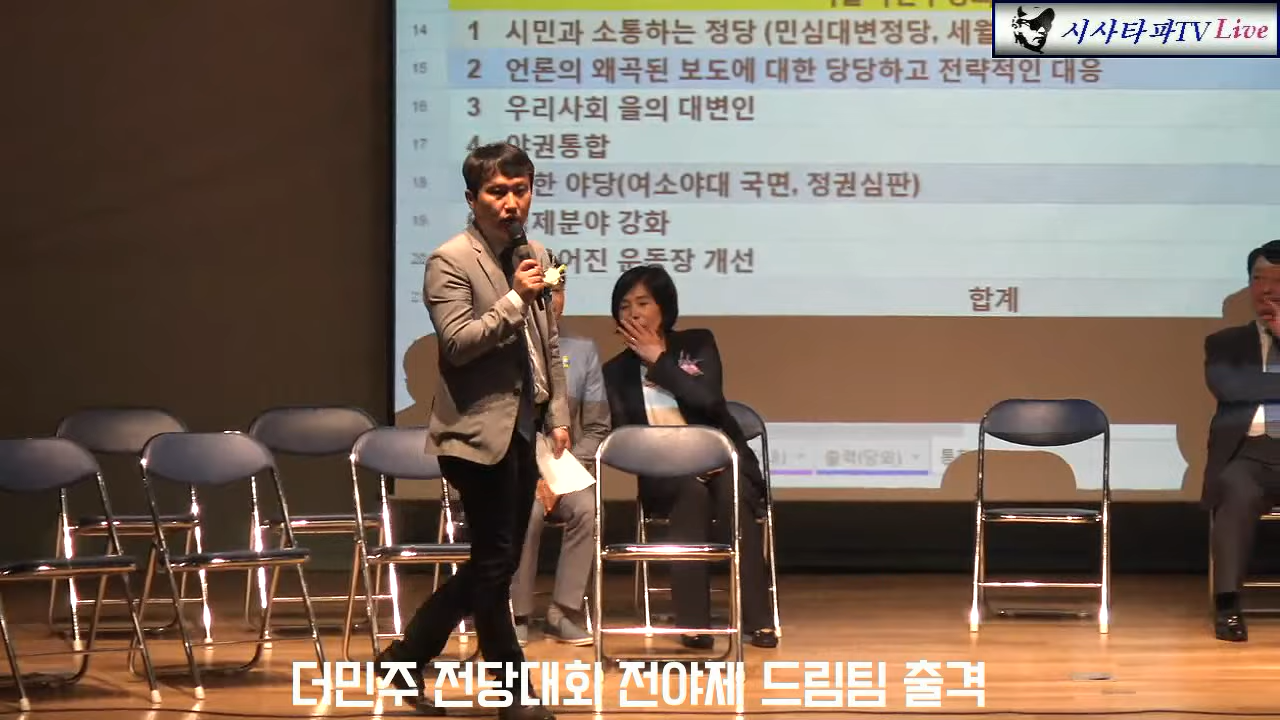 시사타파TV Live
14 1 시민과 소통하는 정당 (민심대변정당, 세월
15 2 언론의 왜곡된 보도에 대한 당당하고 전략적인 대응
16 3 우리사회 을의 대변인
17 4 야권통합
18 한 야당(여소야대 국면, 정권심판)
19 제분야 강화
20 어진 운동장 개선
합계
출력(당외)
더민주 전당대회 전야제 드림팀 출격